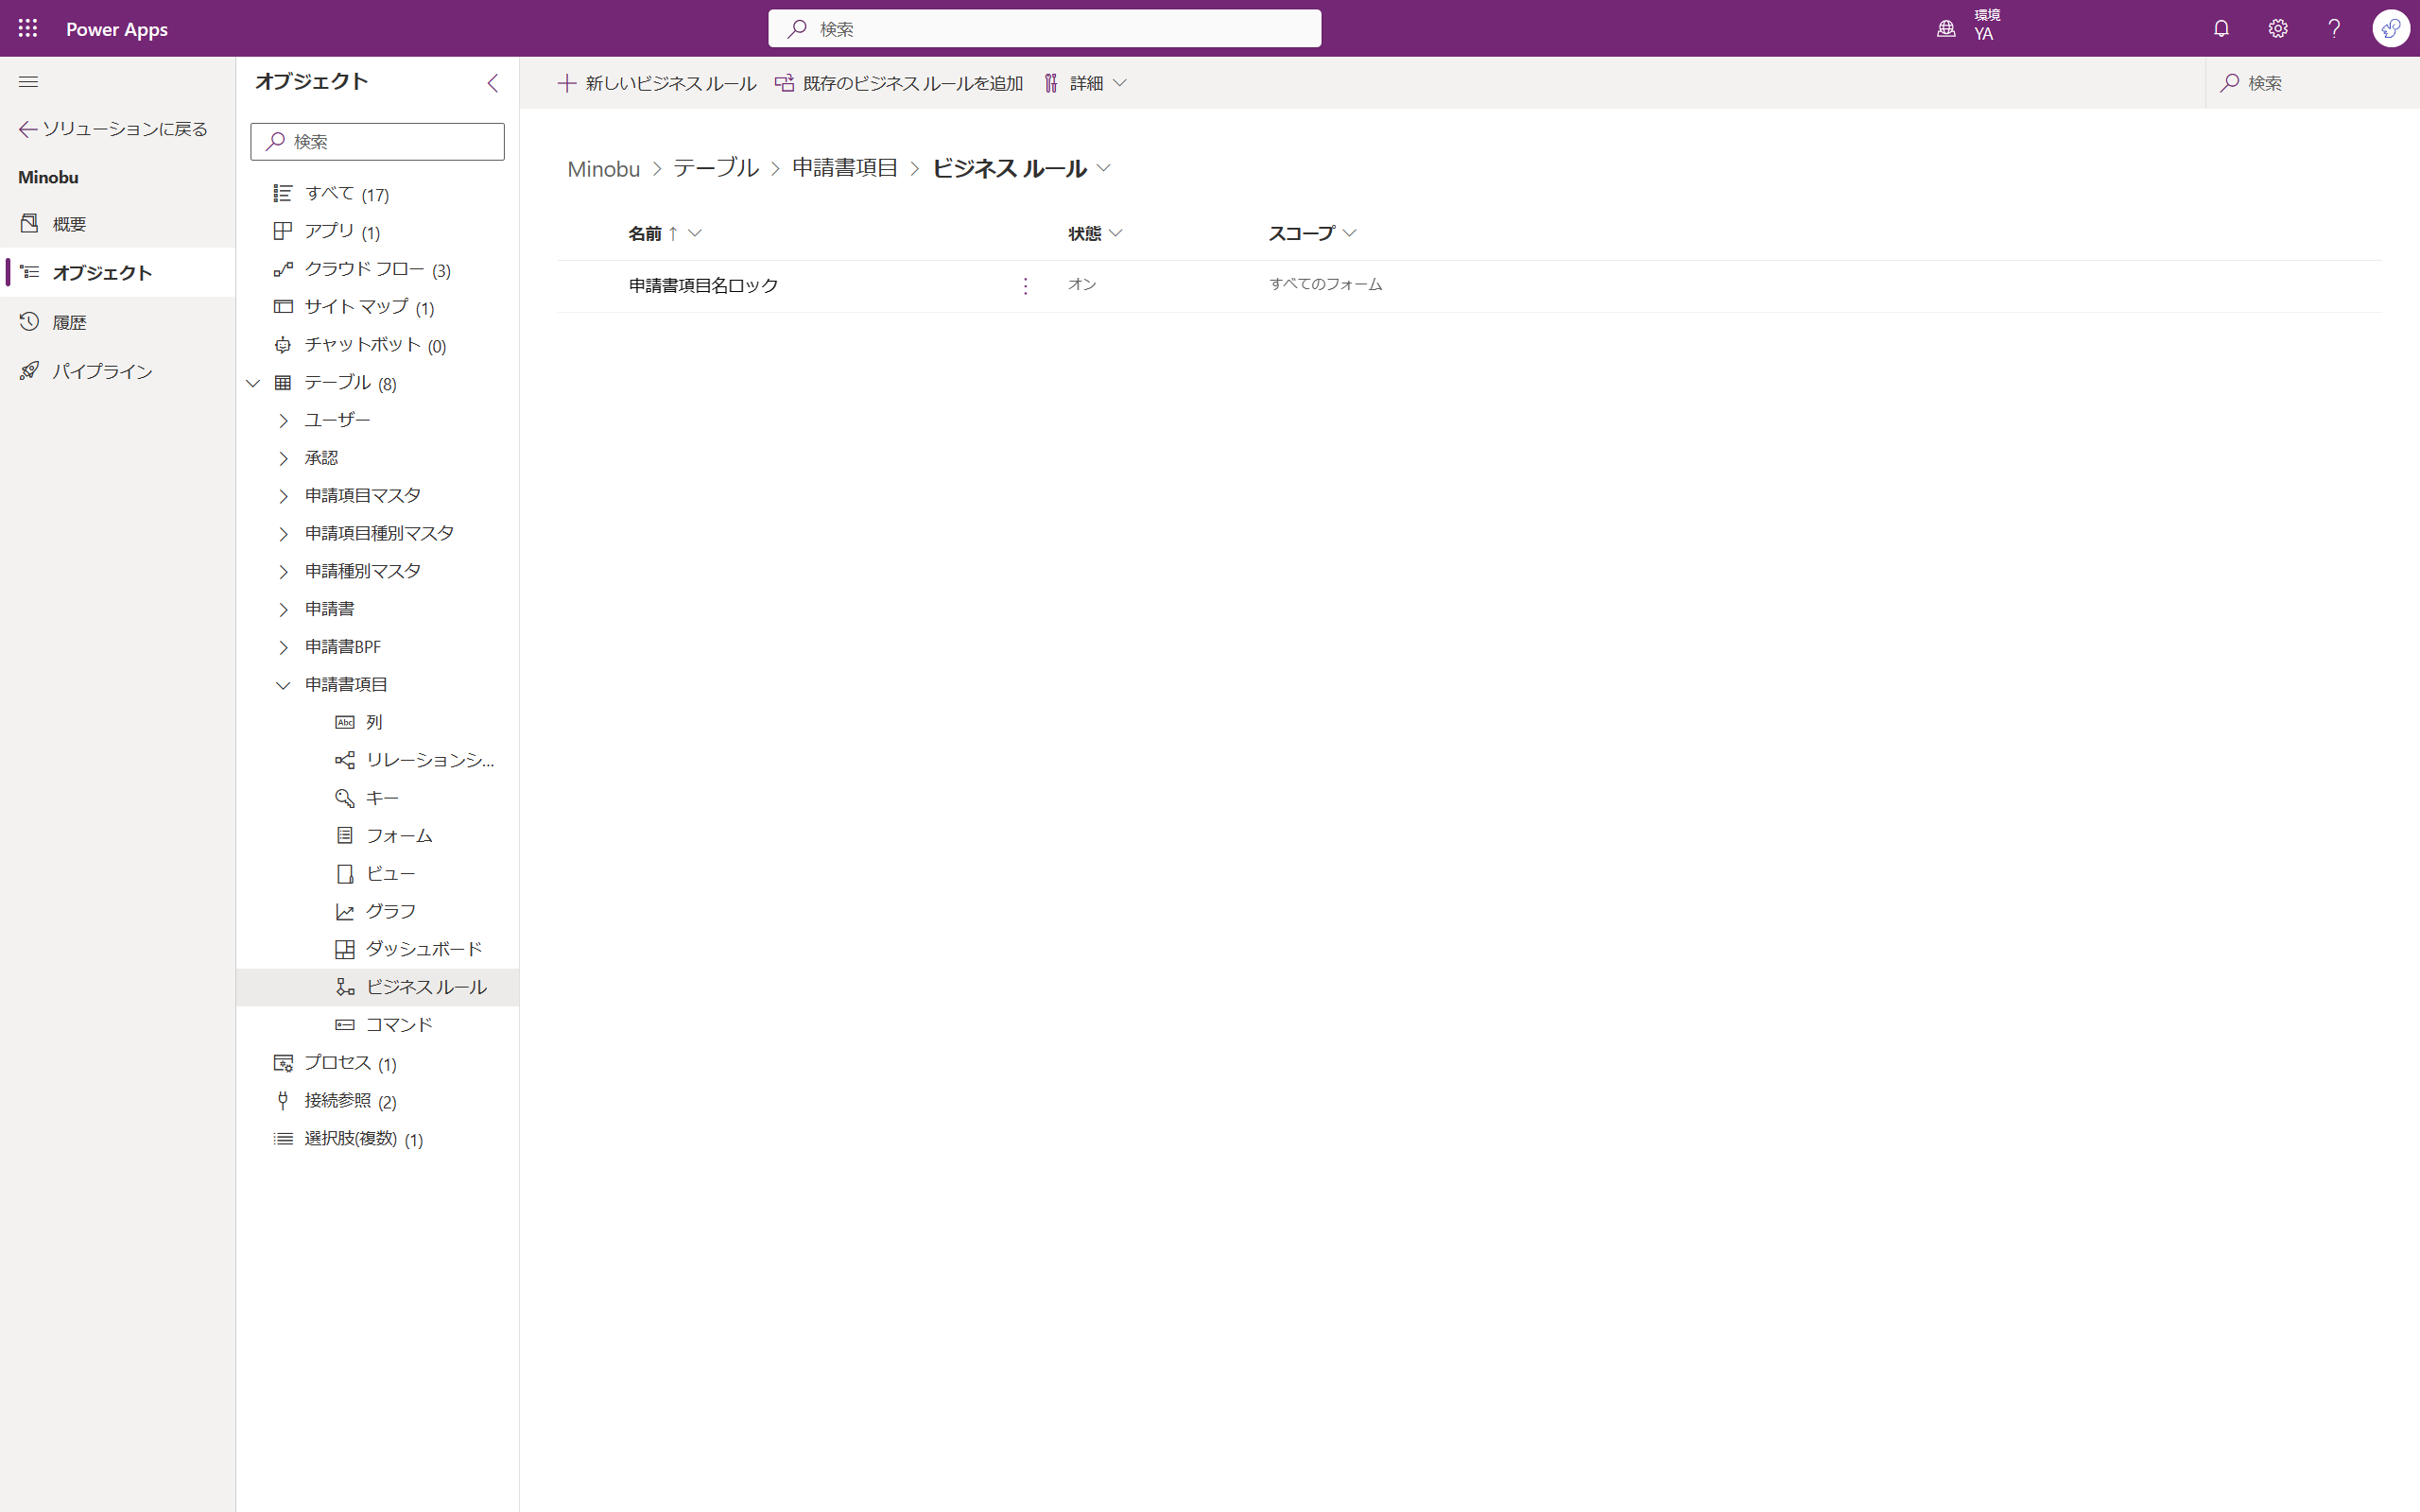 Power Apps
検索
環境
YA
ソリューションに戻る
Minobu
概要
オブジェクト
履歴
パイプライン
オブジェクト
検索
すべて (17)
アプリ (1)
クラウド フロー (3)
サイト マップ (1)
チャットボット (0)
テーブル (8)
ユーザー
承認
申請項目マスタ
申請項目種別マスタ
申請種別マスタ
申請書
申請書BPF
申請書項目
Abc 列
リレーションシ...
キー
フォーム
ビュー
グラフ
ダッシュボード
ビジネス ルール
コマンド
プロセス (1)
接続参照 (2)
選択肢(複数) (1)
新しいビジネス ルール 既存のビジネス ルールを追加 詳細 検索
Minobu > テーブル > 申請書項目 > ビジネス ルール
名前 ↑ 状態 スコープ
申請書項目名ロック オン すべてのフォーム